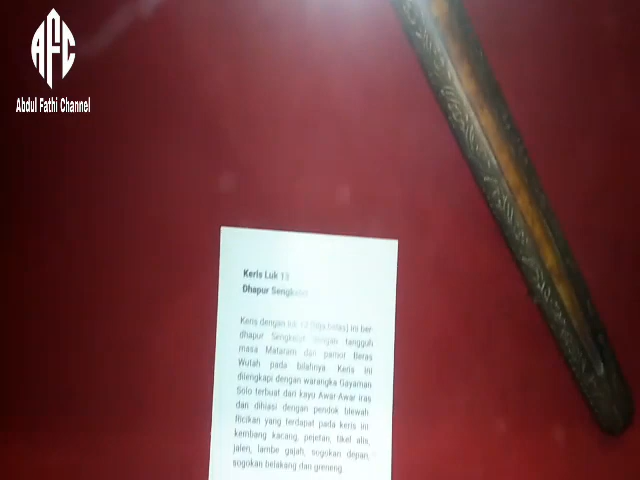 AFC
Abdul Fathi Channel
Keris Luk 13
Dhapur Sengkelat
Keris dengan luk 13 (tiga belas) ini ber
dhapur Sengkelat dengan tangguh
masa Mataram dan pamor Beras
Wutah pada bilahnya. Keris ini
dilengkapi dengan warangka Gayaman
Solo terbuat dari kayu Awar-Awar iras
dan dihiasi dengan pendok blewah.
Ricikan yang terdapat pada keris ini
kembang kacang, pejetan, tikel alis,
jalen, lambe gajah, sogokan depan,
sogokan belakang dan greneng.